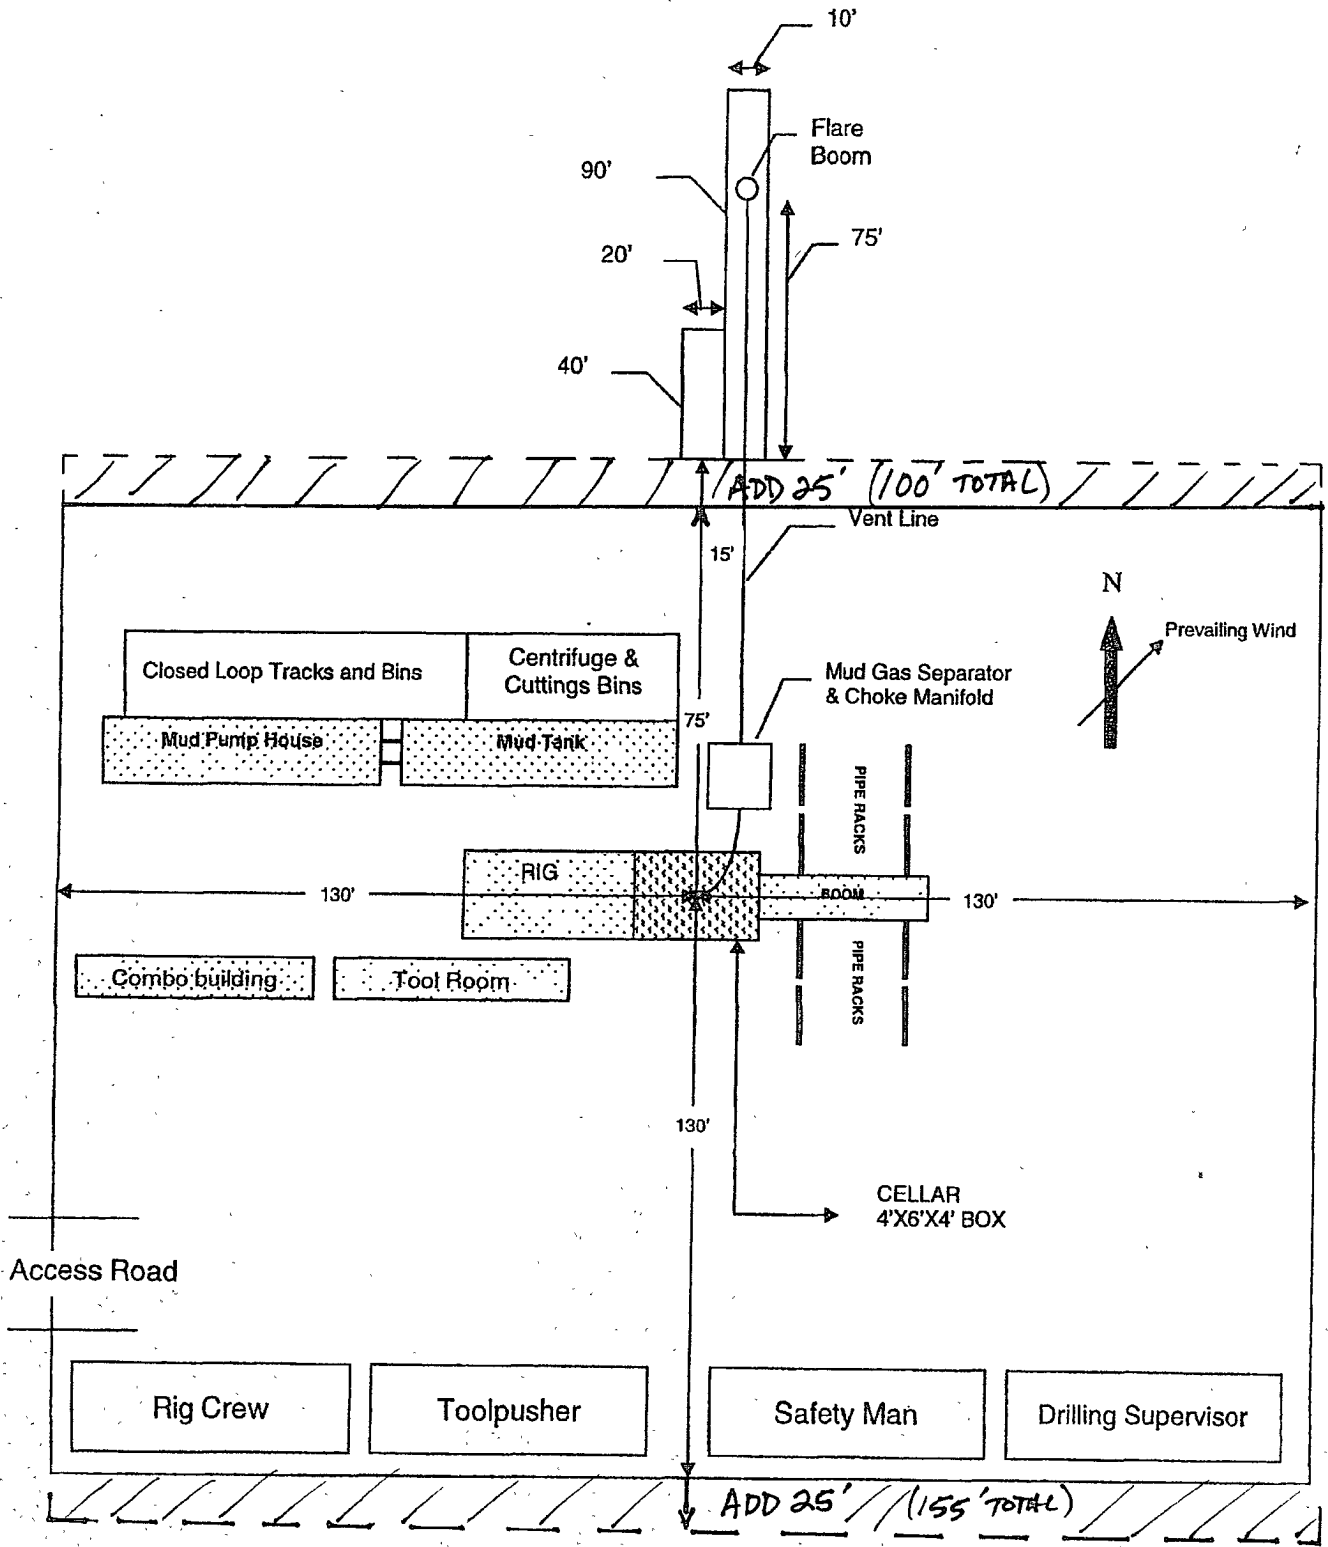 10'
Flare
Boom
90'
75'
20'
40'
ADD 25' (100' TOTAL)
Vent Line
15'
N
Prevailing Wind
Closed Loop Tracks and Bins
Centrifuge &
Cuttings Bins
Mud Gas Separator
& Choke Manifold
75'
Mud Pump House
Mud Tank
PIPE RACKS
RIG
130'
BOOM
130'
PIPE RACKS
Combo building
Tool Room
130'
CELLAR
4'X6'X4' BOX
Access Road
Rig Crew
Toolpusher
Safety Man
Drilling Supervisor
ADD 25' (155' TOTAL)